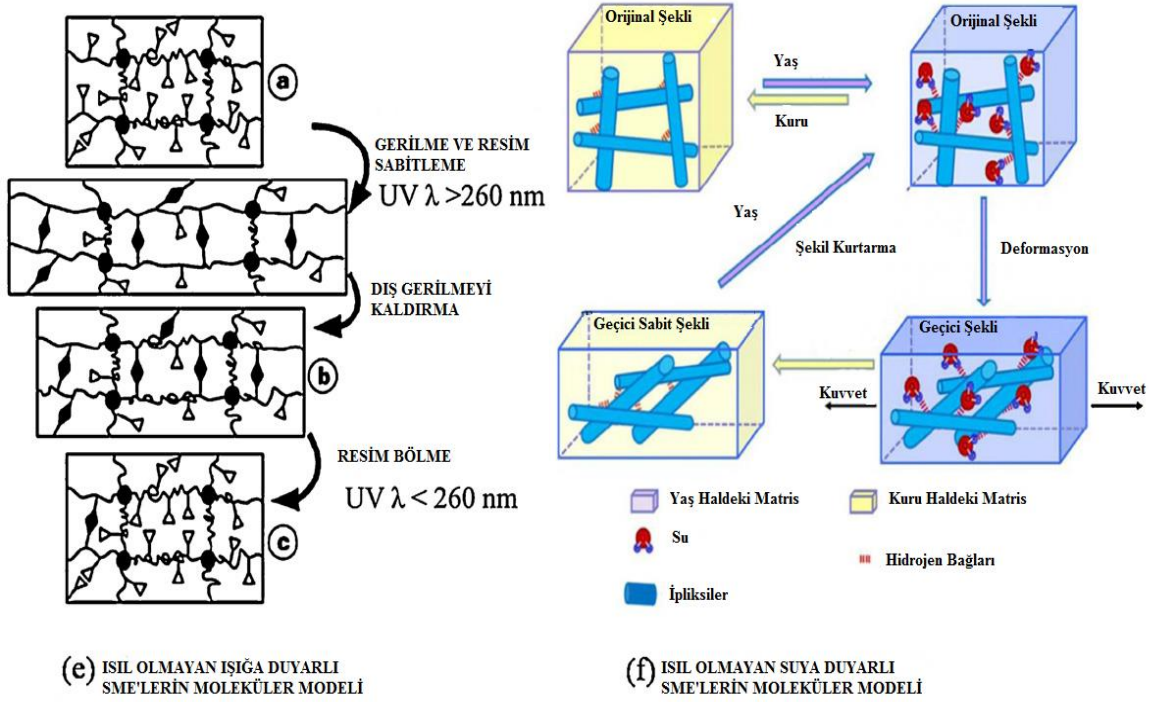 a
GERİLME VE RESİM
SABİTLEME
UV λ >260 nm
DIŞ GERİLMEYİ
KALDIRMA
b
RESİM BÖLME
UV λ < 260 nm
c
(e) ISIL OLMAYAN IŞIĞA DUYARLI
SME'LERİN MOLEKÜLER MODELİ
Orijinal Şekli
Orijinal Şekli
Yaş
Kuru
Yaş
Şekil Kurtarma
Deformasyon
Geçici Sabit Şekli
Geçici Şekli
Kuvvet
Kuvvet
Yaş Haldeki Matris
Kuru Haldeki Matris
Su
Hidrojen Bağları
İpliksiler
(f) ISIL OLMAYAN SUYA DUYARLI
SME'LERİN MOLEKÜLER MODELİ